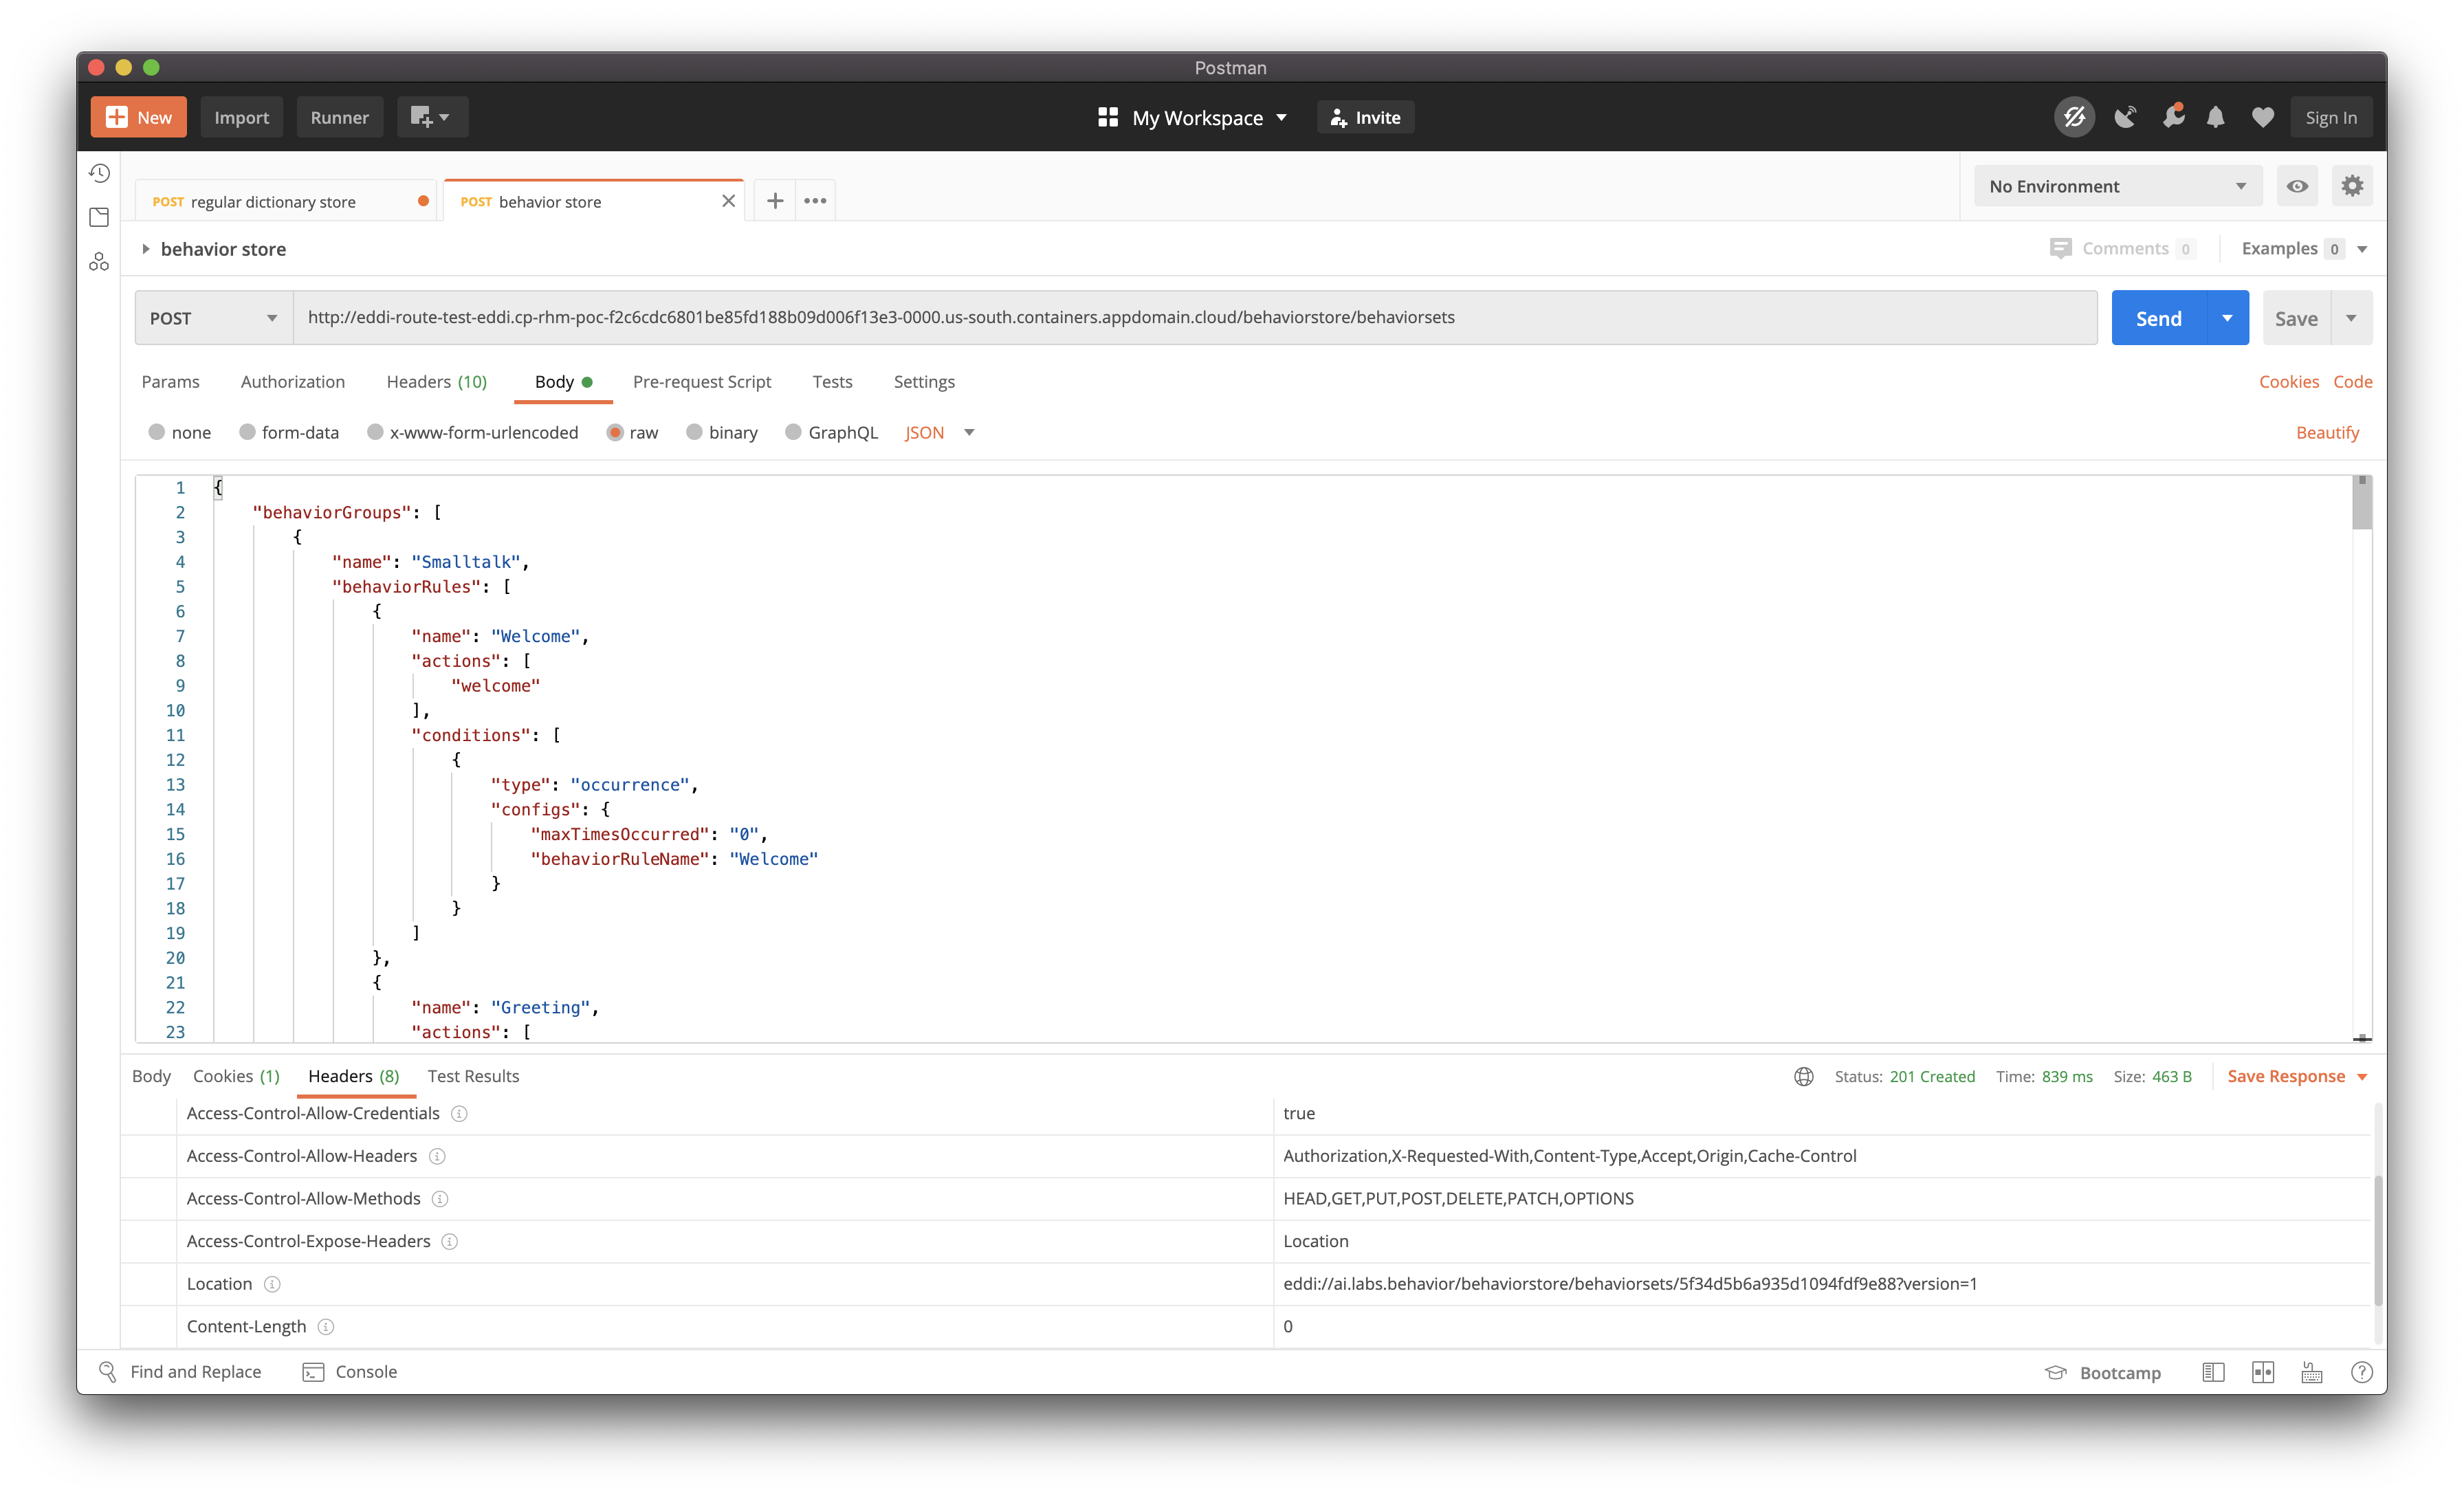 Postman
New Import Runner My Workspace Invite Sign In
POST regular dictionary store POST behavior store No Environment
behavior store Comments 0 Examples 0
POST http://eddi-route-test-eddi.cp-rhm-poc-f2c6cdc6801be85fd188b09d006f13e3-0000.us-south.containers.appdomain.cloud/behaviorstore/behaviorsets Send Save
Params Authorization Headers (10) Body Pre-request Script Tests Settings Cookies Code
none form-data x-www-form-urlencoded raw binary GraphQL JSON Beautify
1 {
2 "behaviorGroups": [
3 {
4 "name": "Smalltalk",
5 "behaviorRules": [
6 {
7 "name": "Welcome",
8 "actions": [
9 "welcome"
10 ],
11 "conditions": [
12 {
13 "type": "occurrence",
14 "configs": {
15 "maxTimesOccurred": "0",
16 "behaviorRuleName": "Welcome"
17 }
18 }
19 ]
20 },
21 {
22 "name": "Greeting",
23 "actions": [
Body Cookies (1) Headers (8) Test Results Status: 201 Created Time: 839 ms Size: 463 B Save Response
Access-Control-Allow-Credentials true
Access-Control-Allow-Headers Authorization,X-Requested-With,Content-Type,Accept,Origin,Cache-Control
Access-Control-Allow-Methods HEAD,GET,PUT,POST,DELETE,PATCH,OPTIONS
Access-Control-Expose-Headers Location
Location eddi://ai.labs.behavior/behaviorstore/behaviorsets/5f34d5b6a935d1094fdf9e88?version=1
Content-Length 0
Find and Replace Console Bootcamp